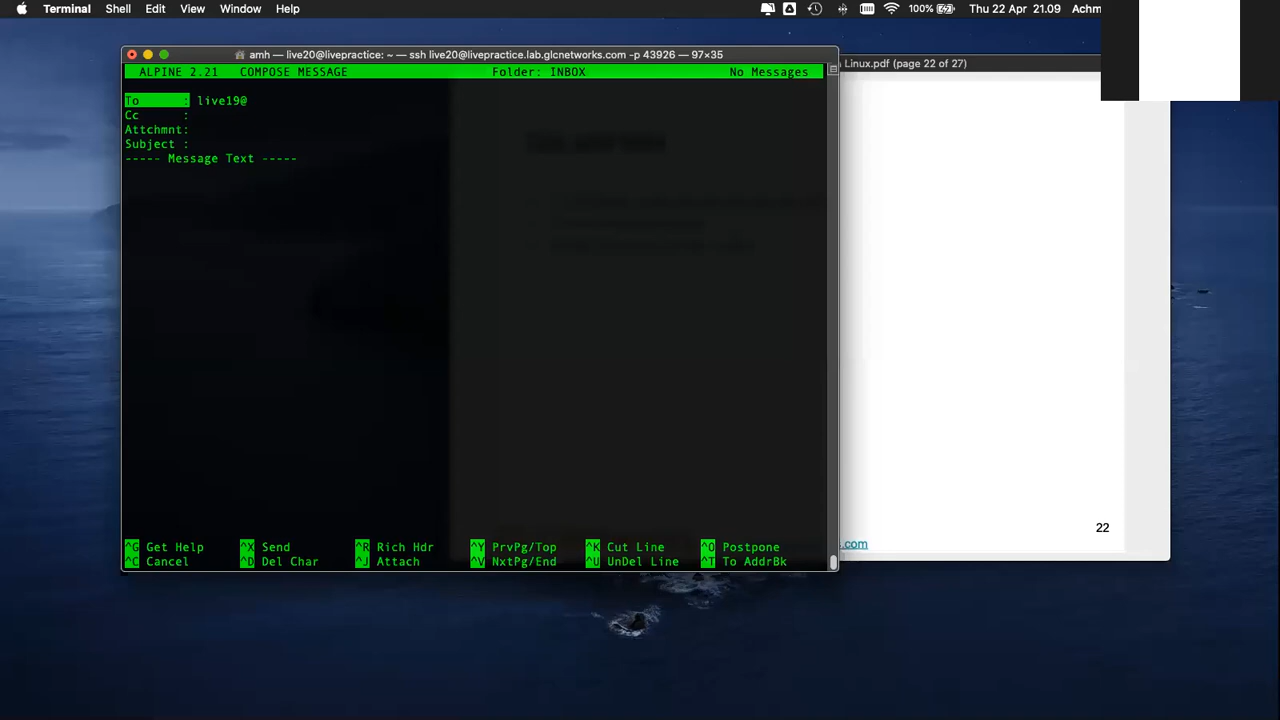 Terminal Shell Edit View Window Help 100% Thu 22 Apr 21.09 Achm
amh — live20@livepractice: ~ — ssh live20@livepractice.lab.glcnetworks.com -p 43926 — 97×35
Linux.pdf (page 22 of 27)
ALPINE 2.21 COMPOSE MESSAGE Folder: INBOX No Messages
To : live19@
Cc :
Attchmnt:
Subject :
----- Message Text -----
22
s.com
^G Get Help ^X Send ^R Rich Hdr ^Y PrvPg/Top ^K Cut Line ^O Postpone
^C Cancel ^D Del Char ^J Attach ^V NxtPg/End ^U UnDel Line ^T To AddrBk